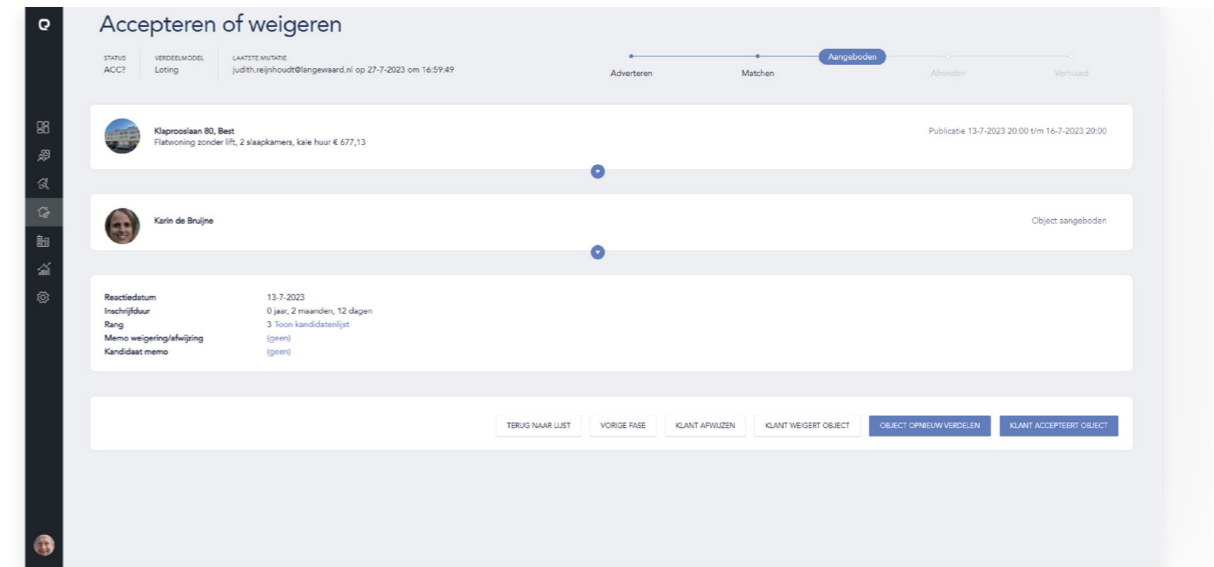 Accepteren of weigeren
STATUS VERDEELMODEL LAATSTE MUTATIE
ACC? Loting judith.reijnhoudt@langewaard.nl op 27-7-2023 om 16:59:49
Adverteren Matchen Aangeboden Afronden Verhuurd
Klaprooslaan 80, Best
Flatwoning zonder lift, 2 slaapkamers, kale huur € 677,13
Publicatie 13-7-2023 20:00 t/m 16-7-2023 20:00
Karin de Bruijne
Object aangeboden
Reactiedatum 13-7-2023
Inschrijfduur 0 jaar, 2 maanden, 12 dagen
Rang 3 Toon kandidatenlijst
Memo weigering/afwijzing (geen)
Kandidaat memo (geen)
TERUG NAAR LIJST VORIGE FASE KLANT AFWIJZEN KLANT WEIGERT OBJECT OBJECT OPNIEUW VERDELEN KLANT ACCEPTEERT OBJECT